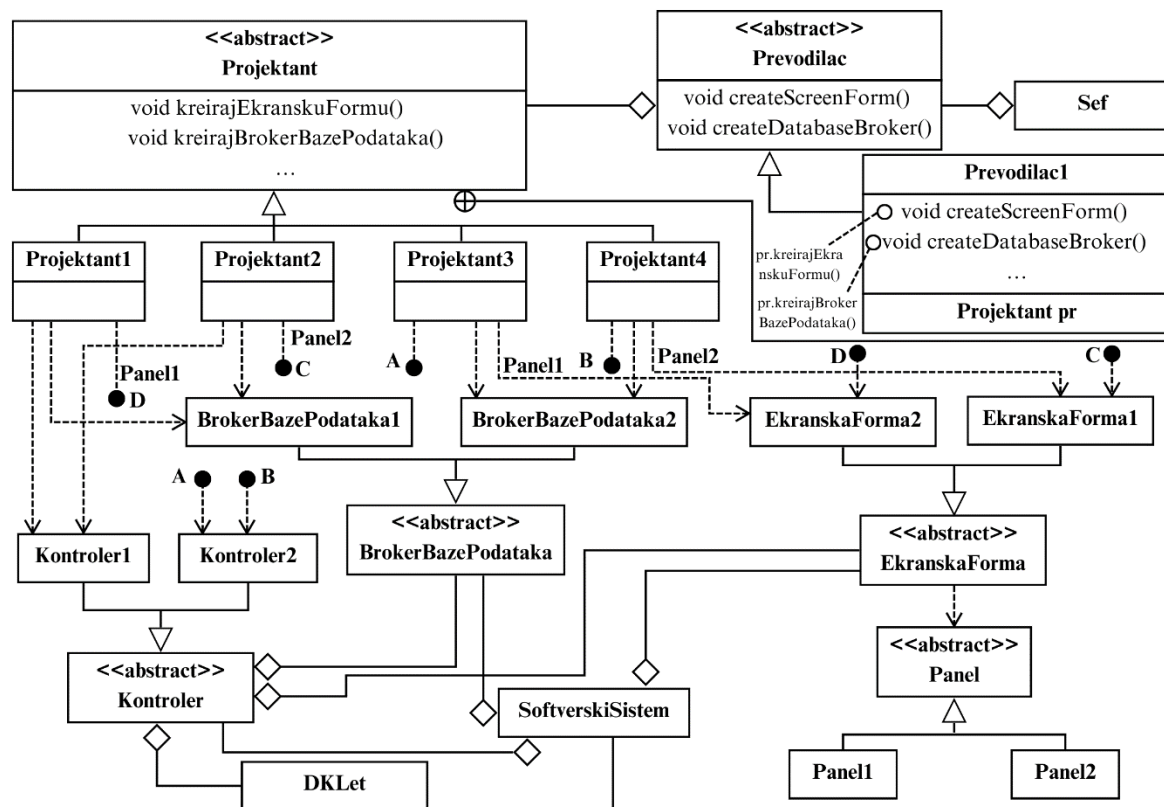 <<abstract>>
Projektant
void kreirajEkranskuFormu()
void kreirajBrokerBazePodataka()
...
<<abstract>>
Prevodilac
void createScreenForm()
void createDatabaseBroker()
Sef
Prevodilac1
void createScreenForm()
void createDatabaseBroker()
...
Projektant pr
pr.kreirajEkra
nskuFormu()
pr.kreirajBroker
BazePodataka()
Projektant1
Projektant2
Projektant3
Projektant4
Panel1
D
Panel2
C
A
Panel1
B
Panel2
D
C
BrokerBazePodataka1
BrokerBazePodataka2
EkranskaForma2
EkranskaForma1
A
B
Kontroler1
Kontroler2
<<abstract>>
BrokerBazePodataka
<<abstract>>
EkranskaForma
<<abstract>>
Kontroler
SoftverskiSistem
<<abstract>>
Panel
DKLet
Panel1
Panel2